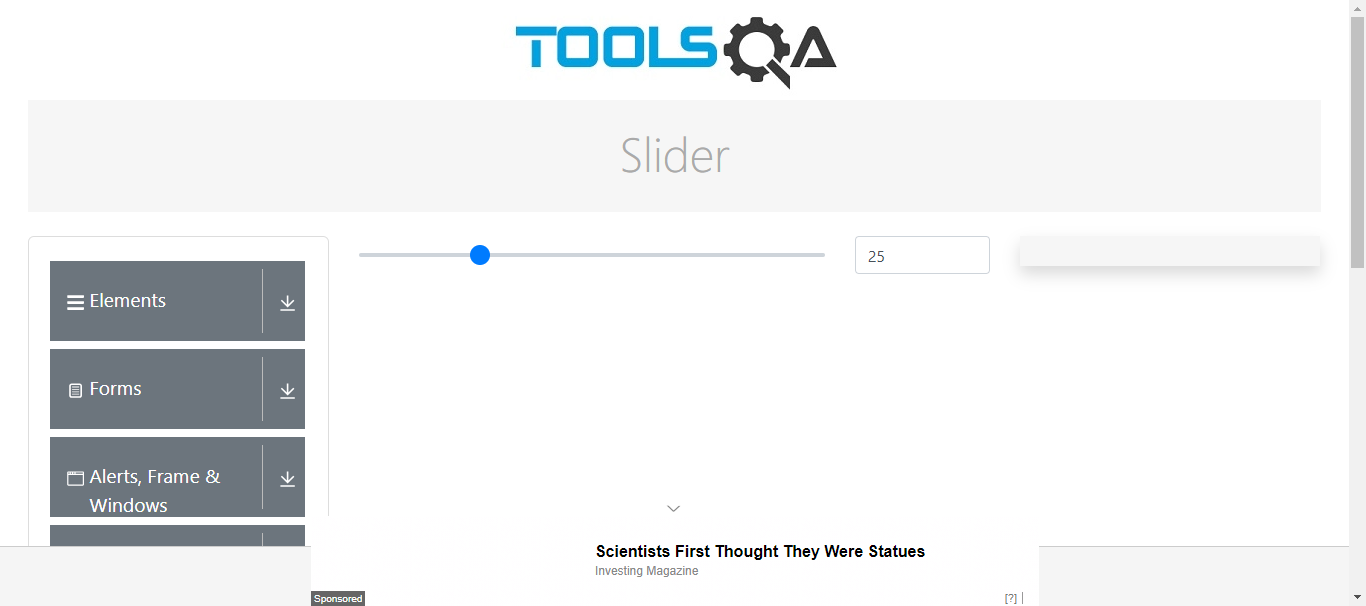 TOOLSQA
Slider
Elements
Forms
Alerts, Frame &
Windows
25
Scientists First Thought They Were Statues
Investing Magazine
Sponsored
[?]